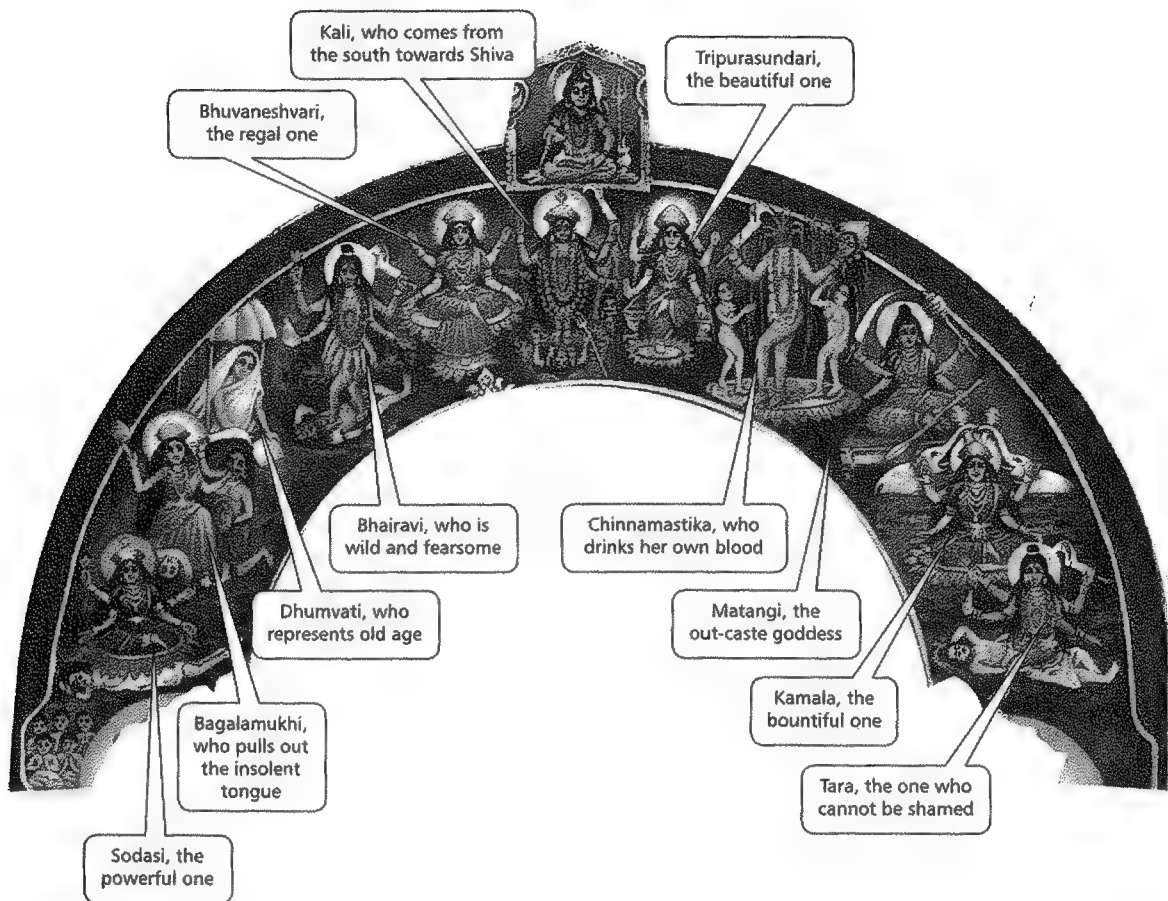 Kali, who comes from
the south towards Shiva
Tripurasundari,
the beautiful one
Bhuvaneshvari,
the regal one
Bhairavi, who is
wild and fearsome
Chinnamastika, who
drinks her own blood
Dhumvati, who
represents old age
Matangi, the
out-caste goddess
Kamala, the
bountiful one
Bagalamukhi,
who pulls out
the insolent
tongue
Tara, the one who
cannot be shamed
Sodasi, the
powerful one